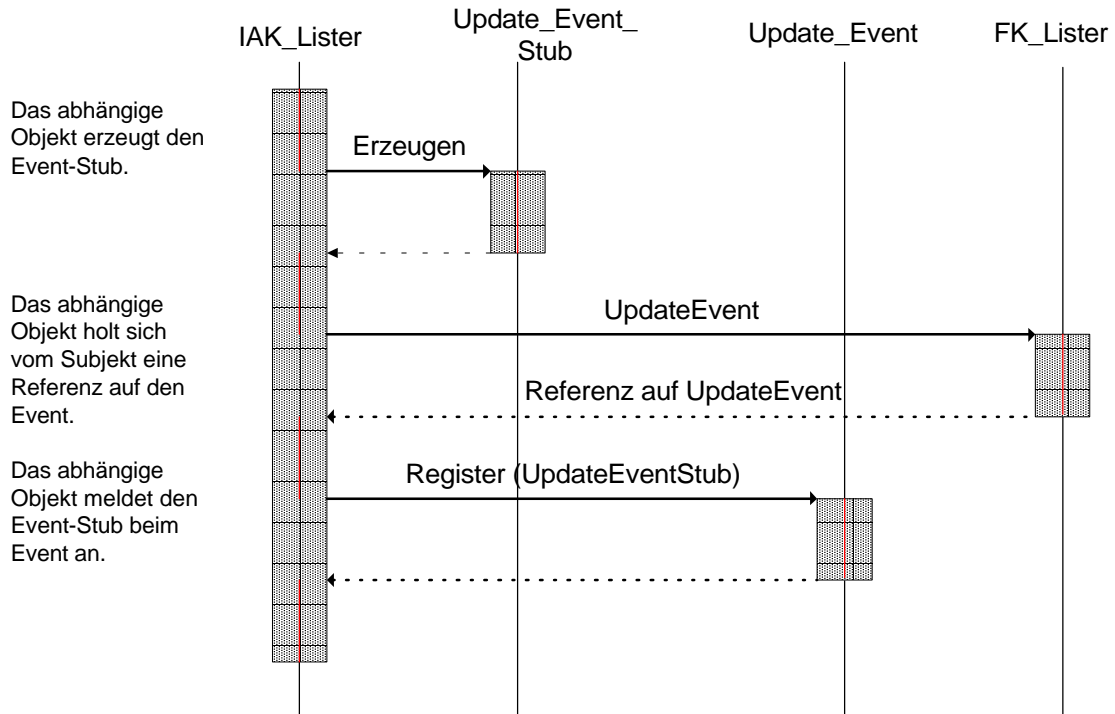 IAK_Lister
Update_Event_
Stub
Update_Event
FK_Lister
Das abhängige
Objekt erzeugt den
Event-Stub.
Erzeugen
Das abhängige
Objekt holt sich
vom Subjekt eine
Referenz auf den
Event.
UpdateEvent
Referenz auf UpdateEvent
Das abhängige
Objekt meldet den
Event-Stub beim
Event an.
Register (UpdateEventStub)